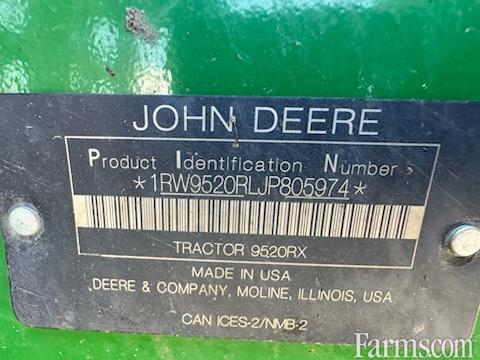 JOHN DEERE
Product Identification Number
*1RW9520RLJP805974*
TRACTOR 9520RX
MADE IN USA
DEERE & COMPANY, MOLINE, ILLINOIS, USA
CAN ICES-2/NMB-2
Farms.com